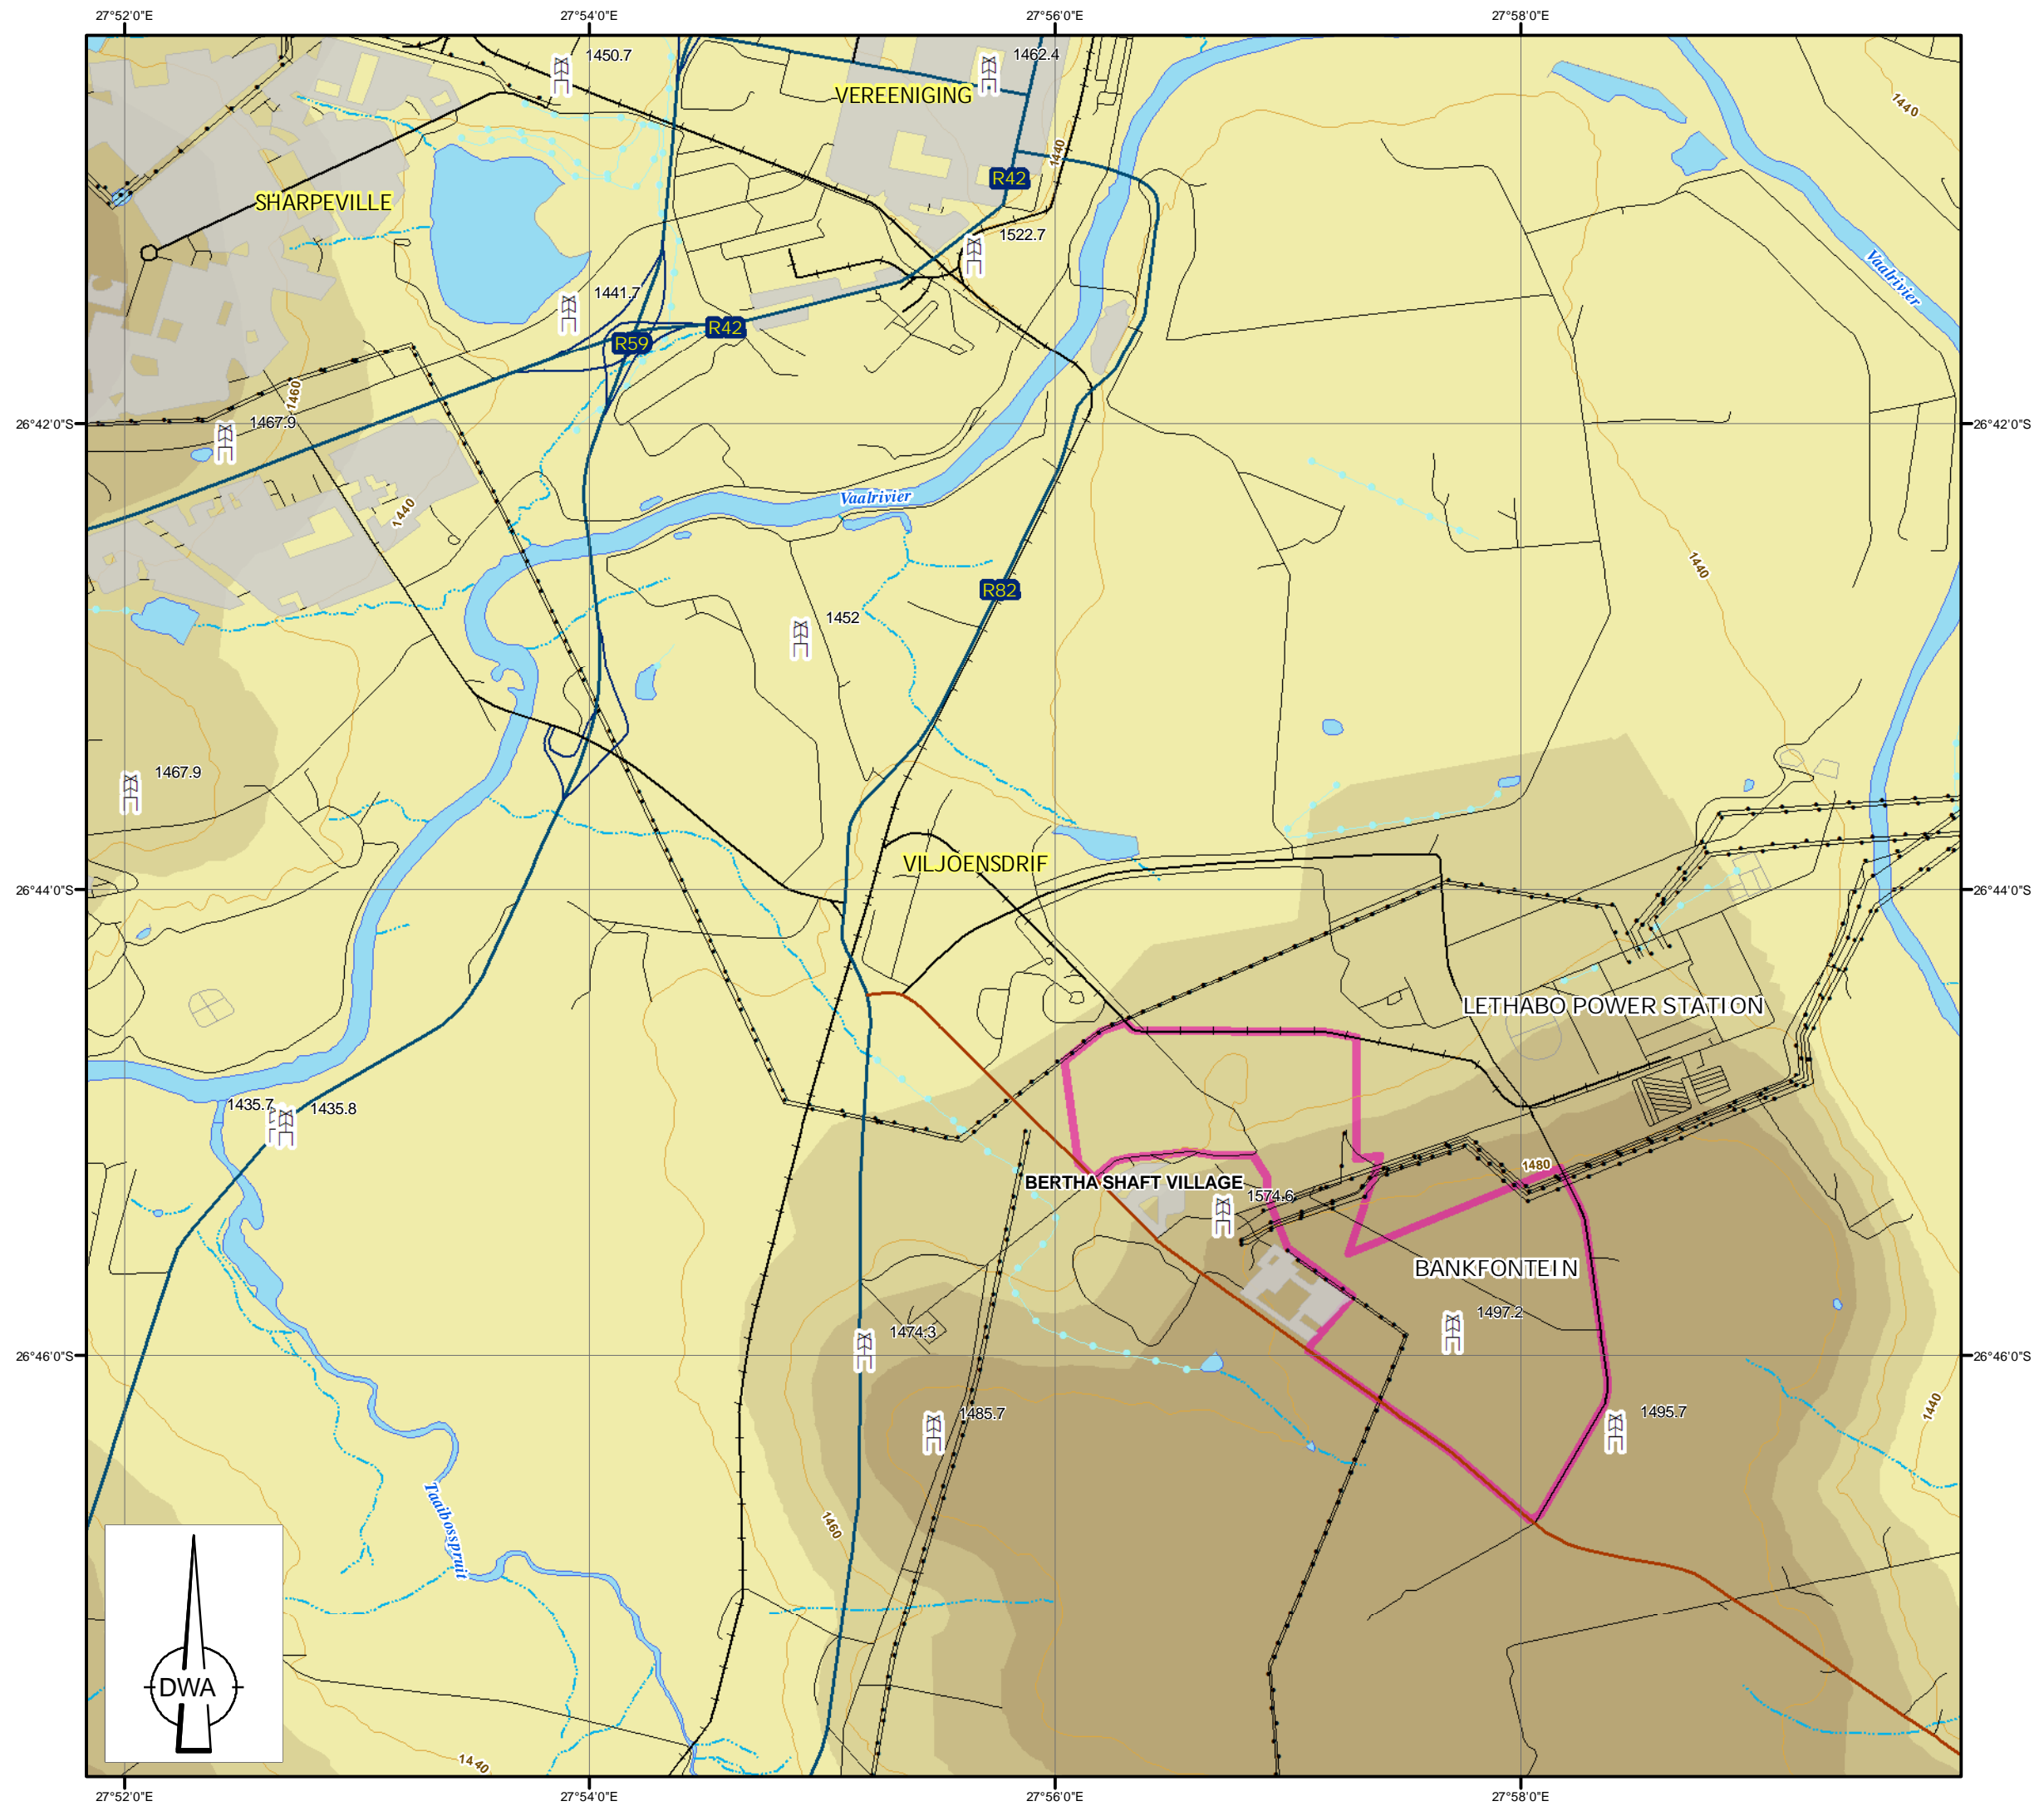 27°52'0"E 27°54'0"E 27°56'0"E 27°58'0"E
1450.7
1462.4
VEREENIGING
1440
1440
R42
SHARPEVILLE
1522.7
Vaalrivier
1441.7
R42
R59
1460
1467.9
26°42'0"S
26°42'0"S
Vaalrivier
1440
1440
R82
1452
1467.9
VILJOENSDRIF
26°44'0"S
26°44'0"S
LETHABO POWER STATION
1435.7
1435.8
1480
BERTHA SHAFT VILLAGE
1574.6
BANKFONTEIN
1497.2
1474.3
26°46'0"S
26°46'0"S
1485.7
1495.7
1440
Taaibosspruit
1460
DWA
1440
27°52'0"E 27°54'0"E 27°56'0"E 27°58'0"E